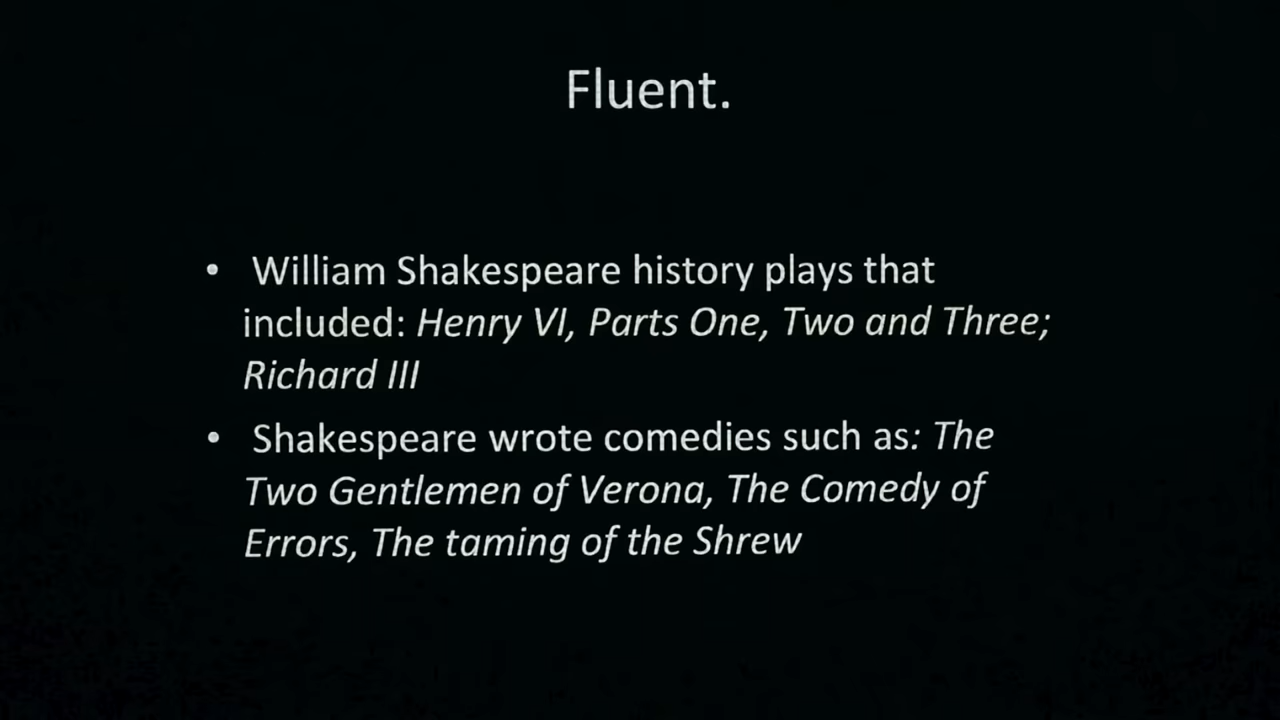 Fluent.
• William Shakespeare history plays that
included: Henry VI, Parts One, Two and Three;
Richard III
• Shakespeare wrote comedies such as: The
Two Gentlemen of Verona, The Comedy of
Errors, The taming of the Shrew